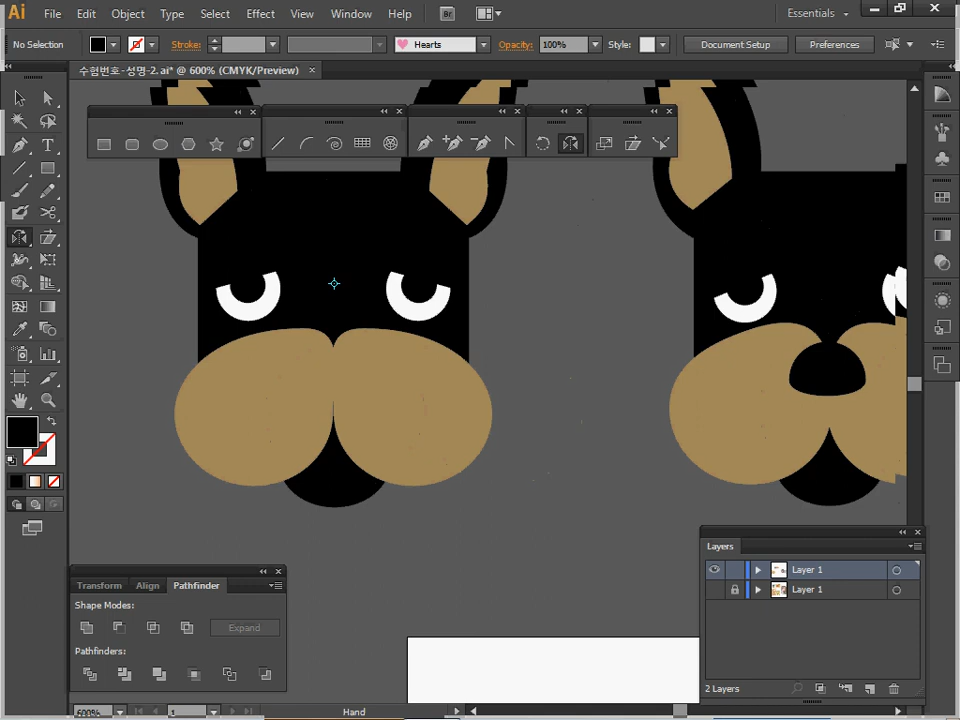 Ai File Edit Object Type Select Effect View Window Help Br Essentials
No Selection Stroke: Hearts Opacity: 100% Style: Document Setup Preferences
수험번호-성명-2.ai* @ 600% (CMYK/Preview) ×
T
Layers
Layer 1
Layer 1
2 Layers
Transform Align Pathfinder
Shape Modes:
Expand
Pathfinders:
600% 1 Hand